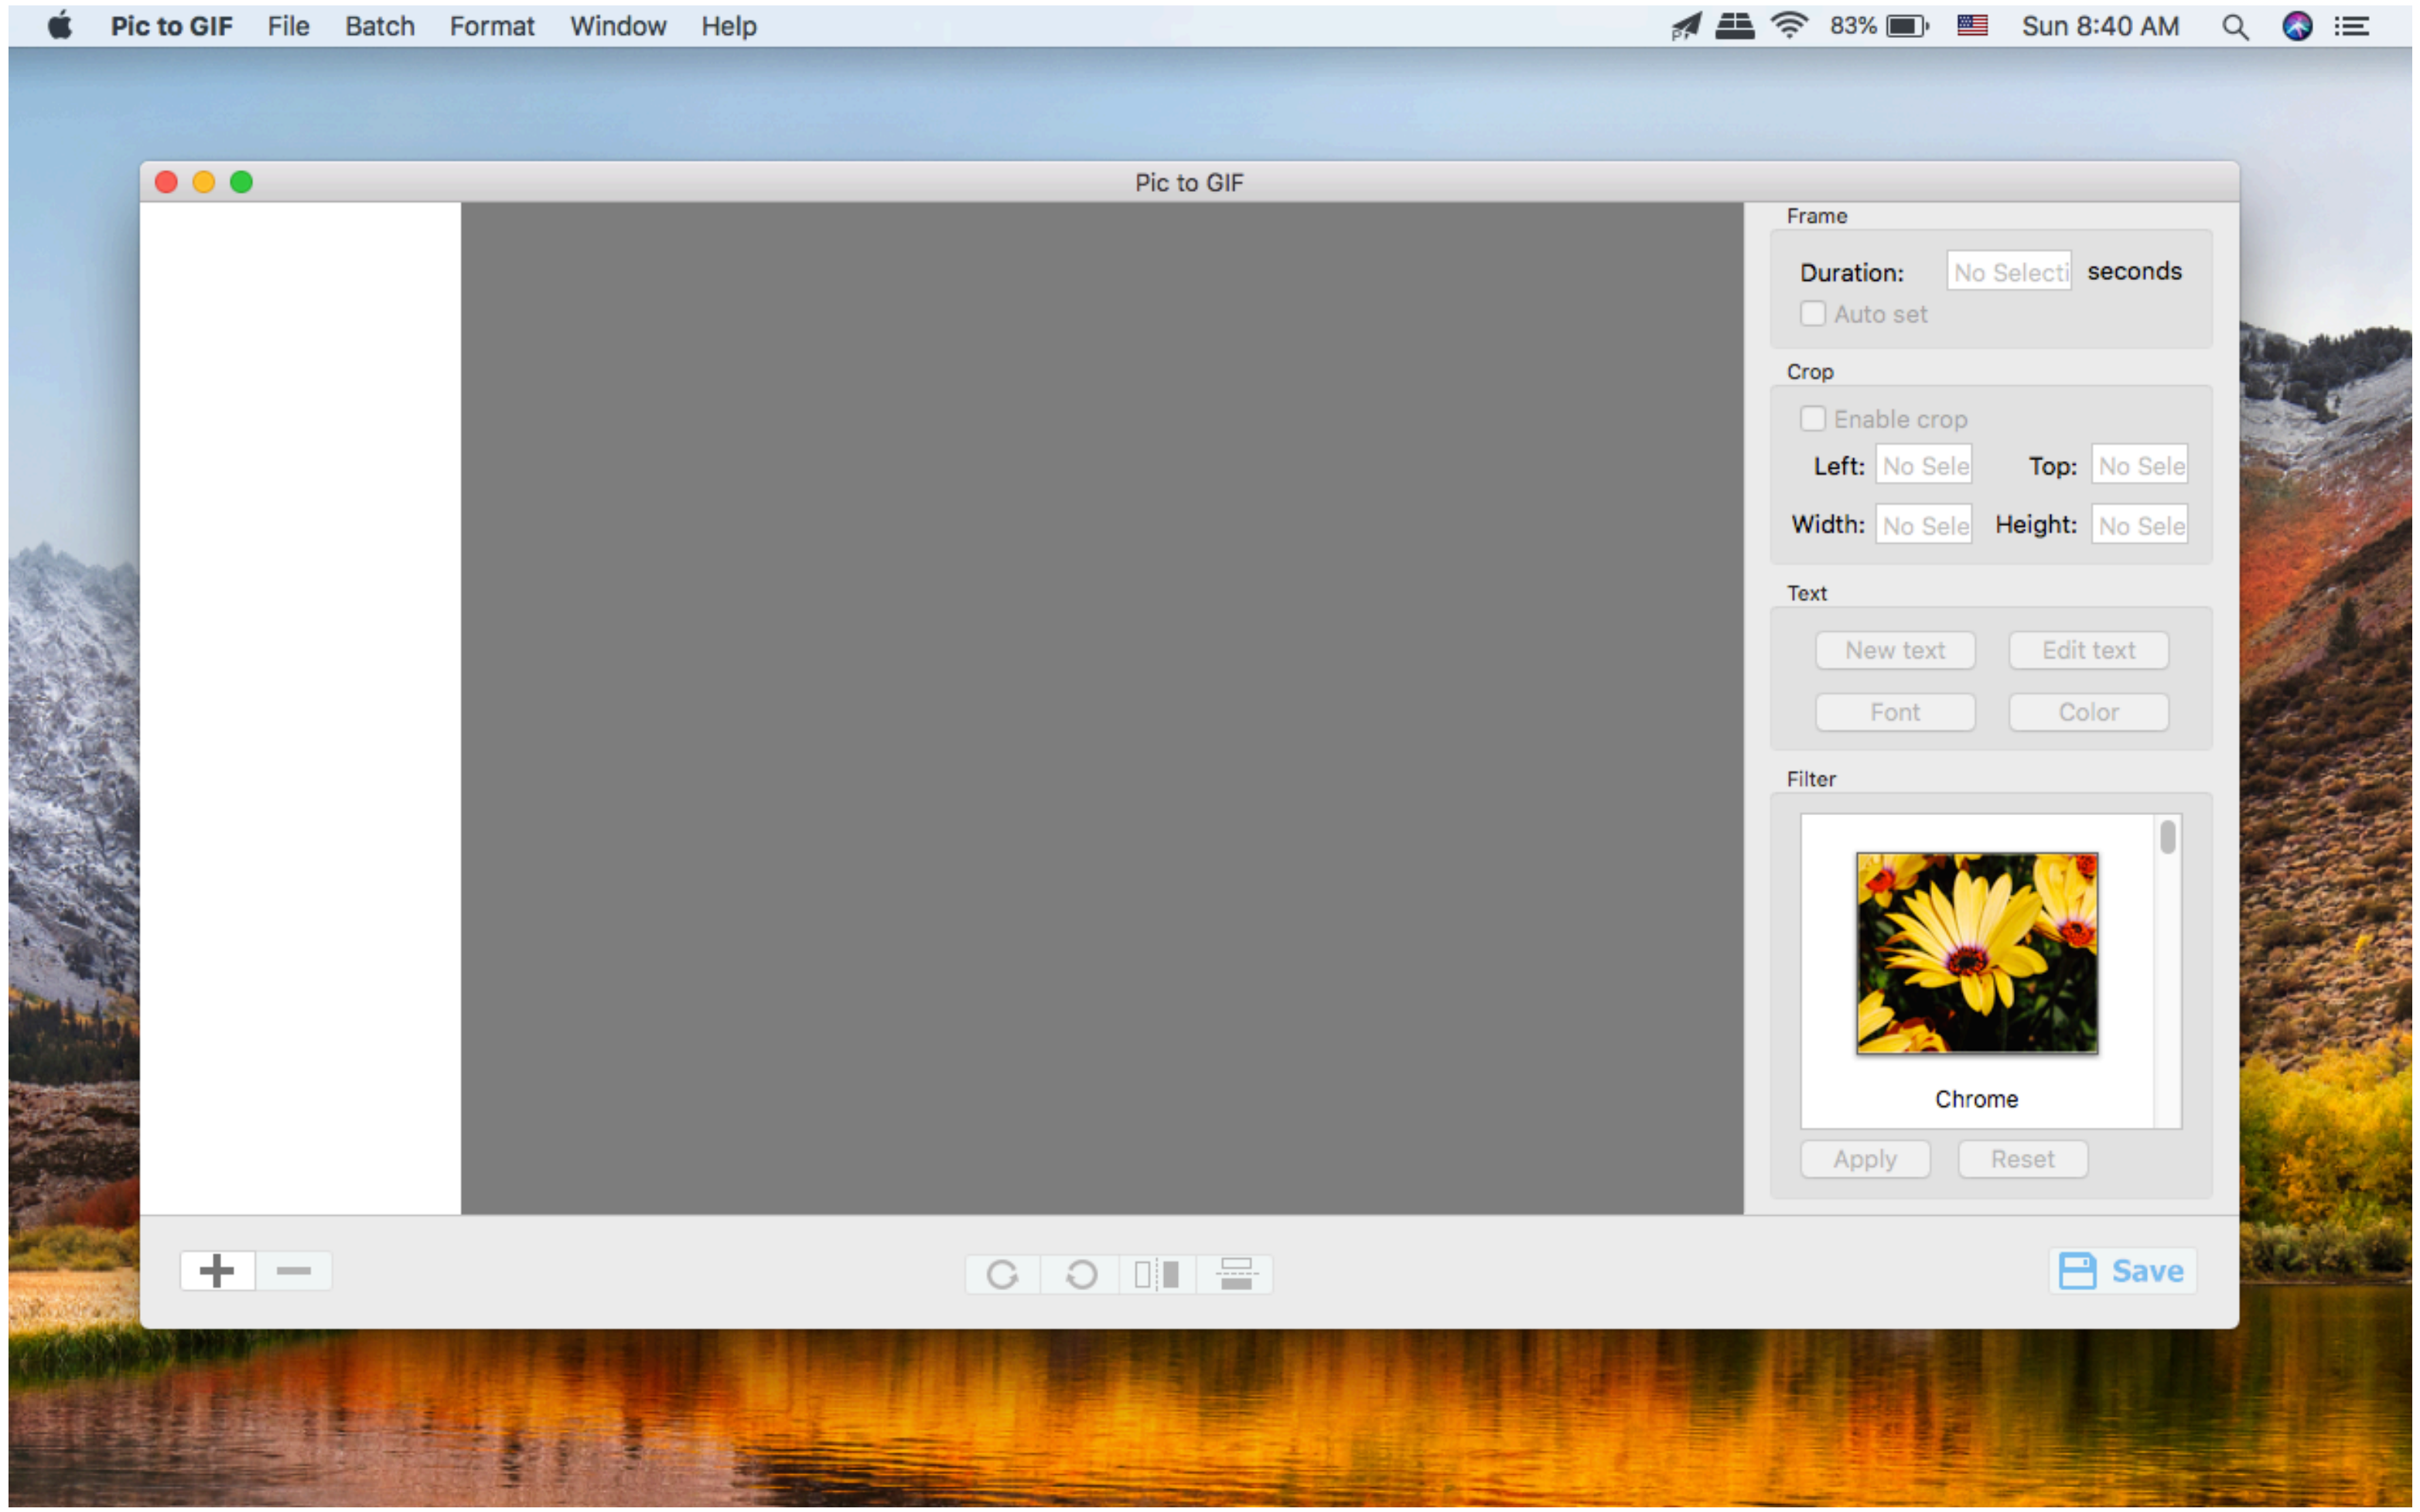 Pic to GIF File Batch Format Window Help 83% Sun 8:40 AM
Pic to GIF
Frame
Duration: No Selecti seconds
Auto set
Crop
Enable crop
Left: No Sele Top: No Sele
Width: No Sele Height: No Sele
Text
New text Edit text
Font Color
Filter
Chrome
Apply Reset
Save